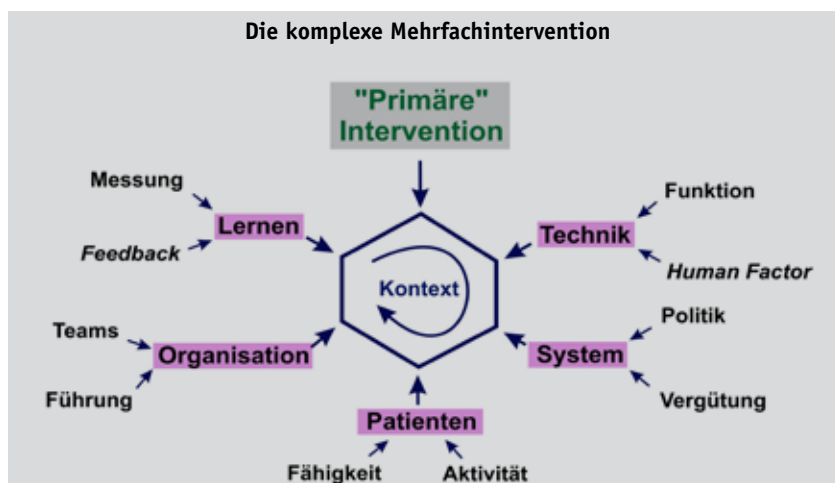 Die komplexe Mehrfachintervention
"Primäre"
Intervention
Messung
Lernen
Feedback
Funktion
Technik
Human Factor
Kontext
Teams
Organisation
Führung
Politik
System
Vergütung
Patienten
Fähigkeit
Aktivität